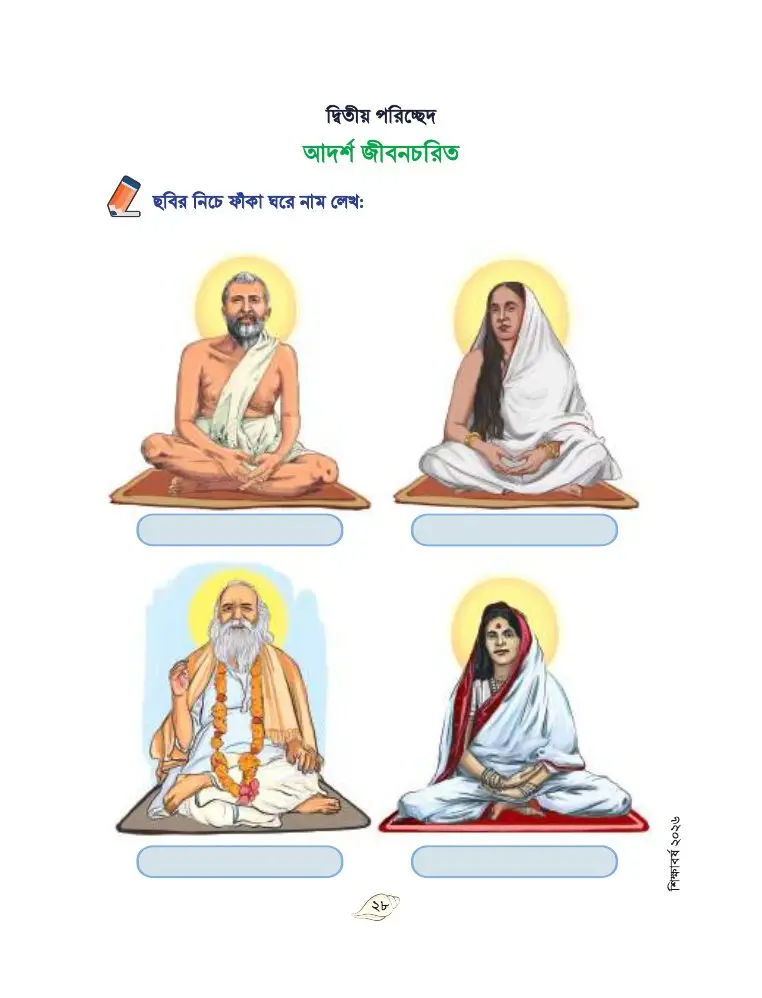 দ্বিতীয় পরিচ্ছেদ
আদর্শ জীবনচরিত
ছবির নিচে ফাঁকা ঘরে নাম লেখ:
শিক্ষাবর্ষ ২০২৬
২৮